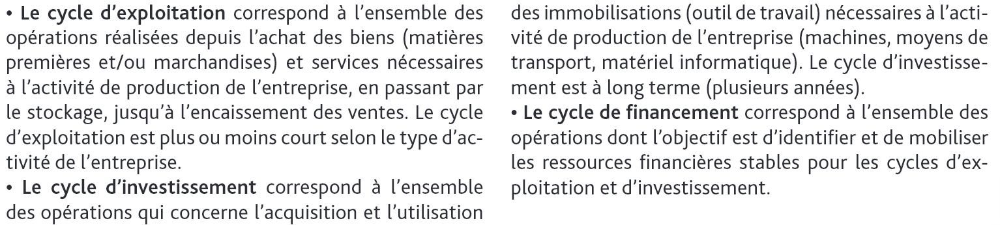 • Le cycle d’exploitation correspond à l’ensemble des
opérations réalisées depuis l’achat des biens (matières
premières et/ou marchandises) et services nécessaires
à l’activité de production de l’entreprise, en passant par
le stockage, jusqu’à l’encaissement des ventes. Le cycle
d’exploitation est plus ou moins court selon le type d’ac-
tivité de l’entreprise.
• Le cycle d’investissement correspond à l’ensemble
des opérations qui concerne l’acquisition et l’utilisation
des immobilisations (outil de travail) nécessaires à l’acti-
vité de production de l’entreprise (machines, moyens de
transport, matériel informatique). Le cycle d’investisse-
ment est à long terme (plusieurs années).
• Le cycle de financement correspond à l’ensemble des
opérations dont l’objectif est d’identifier et de mobiliser
les ressources financières stables pour les cycles d’ex-
ploitation et d’investissement.